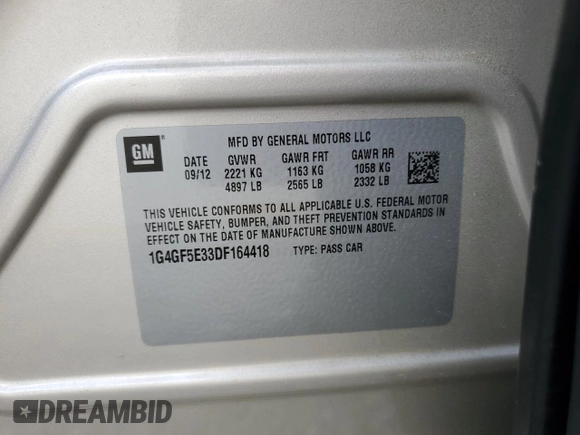 GM
MFD BY GENERAL MOTORS LLC
DATE GVWR GAWR FRT GAWR RR
09/12 2221 KG 1163 KG 1058 KG
4897 LB 2565 LB 2332 LB
THIS VEHICLE CONFORMS TO ALL APPLICABLE U.S. FEDERAL MOTOR
VEHICLE SAFETY, BUMPER, AND THEFT PREVENTION STANDARDS IN
EFFECT ON THE DATE OF MANUFACTURE SHOWN ABOVE.
1G4GF5E33DF164418 TYPE: PASS CAR
DREAMBID